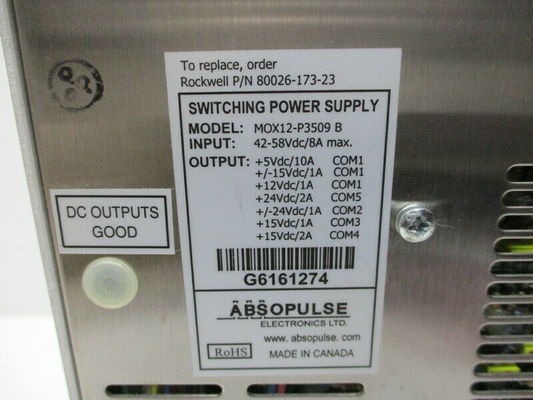 To replace, order
Rockwell P/N 80026-173-23
SWITCHING POWER SUPPLY
MODEL: MOX12-P3509 B
INPUT: 42-58Vdc/8A max.
OUTPUT: +5Vdc/10A COM1
+/-15Vdc/1A COM1
+12Vdc/1A COM1
+24Vdc/2A COM5
+/-24Vdc/1A COM2
+15Vdc/1A COM3
+15Vdc/2A COM4
G6161274
ABSOPULSE
ELECTRONICS LTD.
www.absopulse.com
RoHS MADE IN CANADA
DC OUTPUTS
GOOD